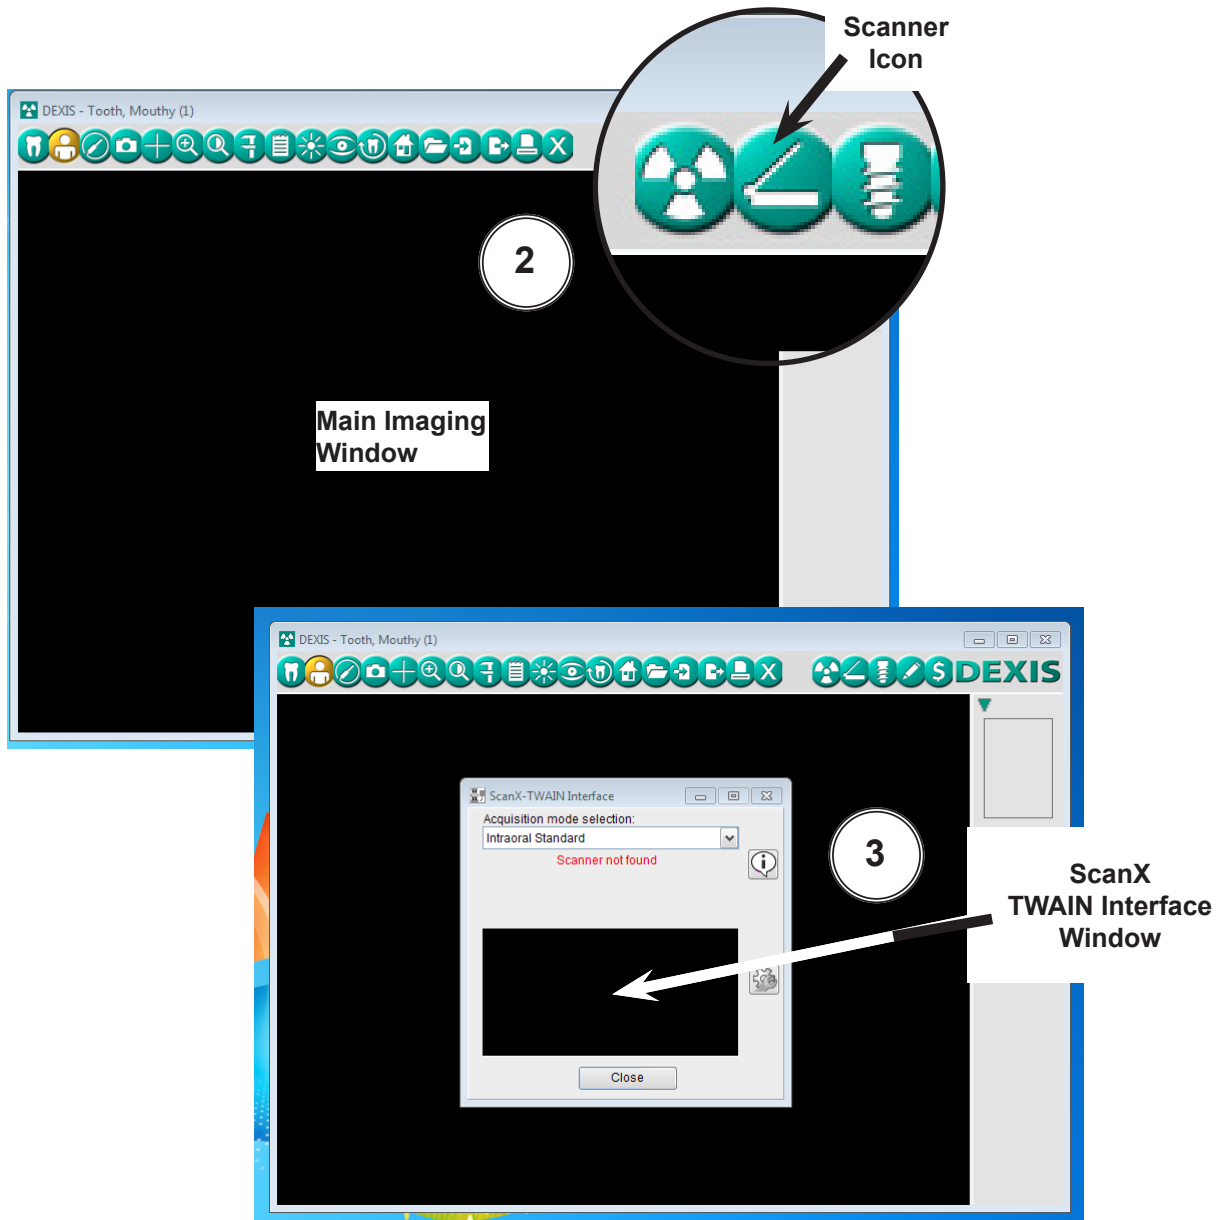 Scanner
Icon
DEXIS - Tooth, Mouthy (1)
2
Main Imaging
Window
DEXIS - Tooth, Mouthy (1)
DEXIS
ScanX-TWAIN Interface
Acquisition mode selection:
Intraoral Standard
Scanner not found
3
ScanX
TWAIN Interface
Window
Close